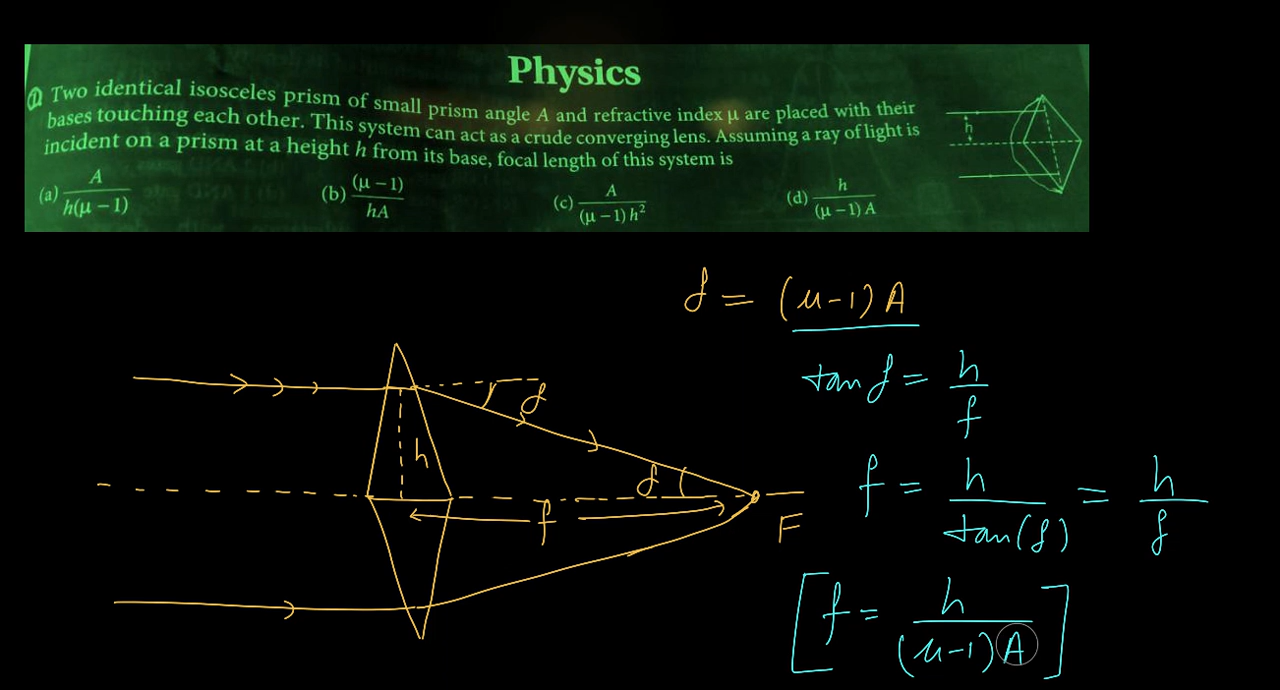 Physics
① Two identical isosceles prism of small prism angle A and refractive index μ are placed with their
bases touching each other. This system can act as a crude converging lens. Assuming a ray of light is
incident on a prism at a height h from its base, focal length of this system is
(a) A / h(μ – 1) (b) (μ – 1) / hA (c) A / (μ – 1) h² (d) h / (μ – 1) A
h
δ = (μ-1) A
tan δ = h / f
δ
h
δ
f = h / tan(δ) = h / δ
f
F
[f = h / (μ-1) A]